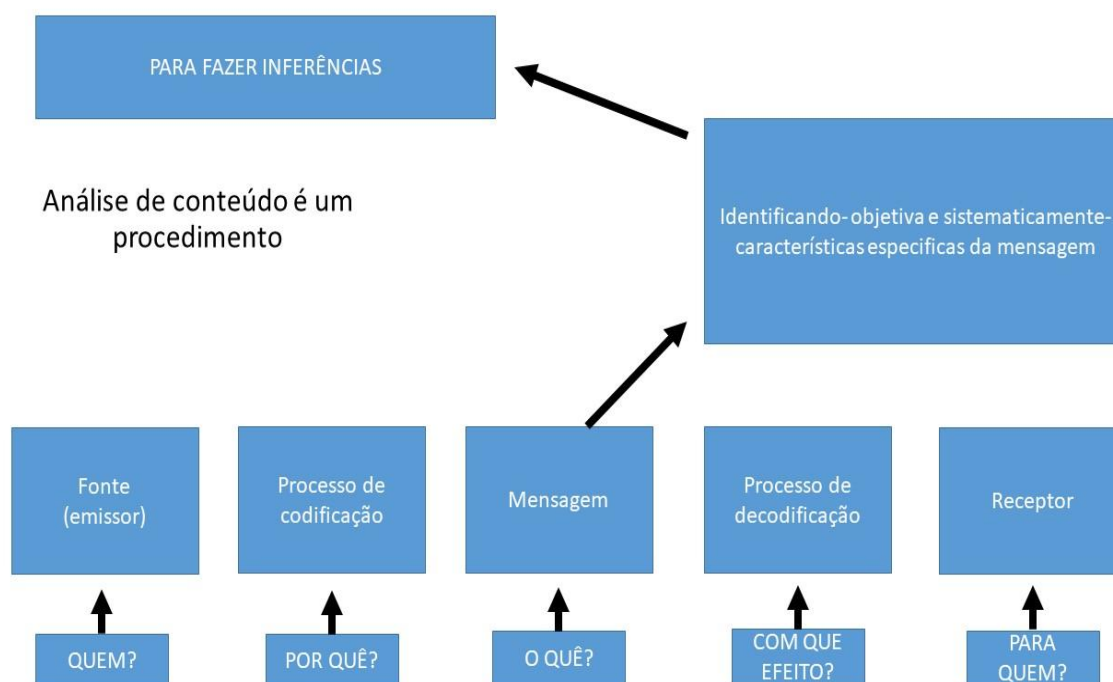 PARA FAZER INFERÊNCIAS
Análise de conteúdo é um
procedimento
Identificando- objetiva e sistematicamente-
características especificas da mensagem
Fonte
(emissor)
Processo de
codificação
Mensagem
Processo de
decodificação
Receptor
QUEM?
POR QUÊ?
O QUÊ?
COM QUE
EFEITO?
PARA
QUEM?